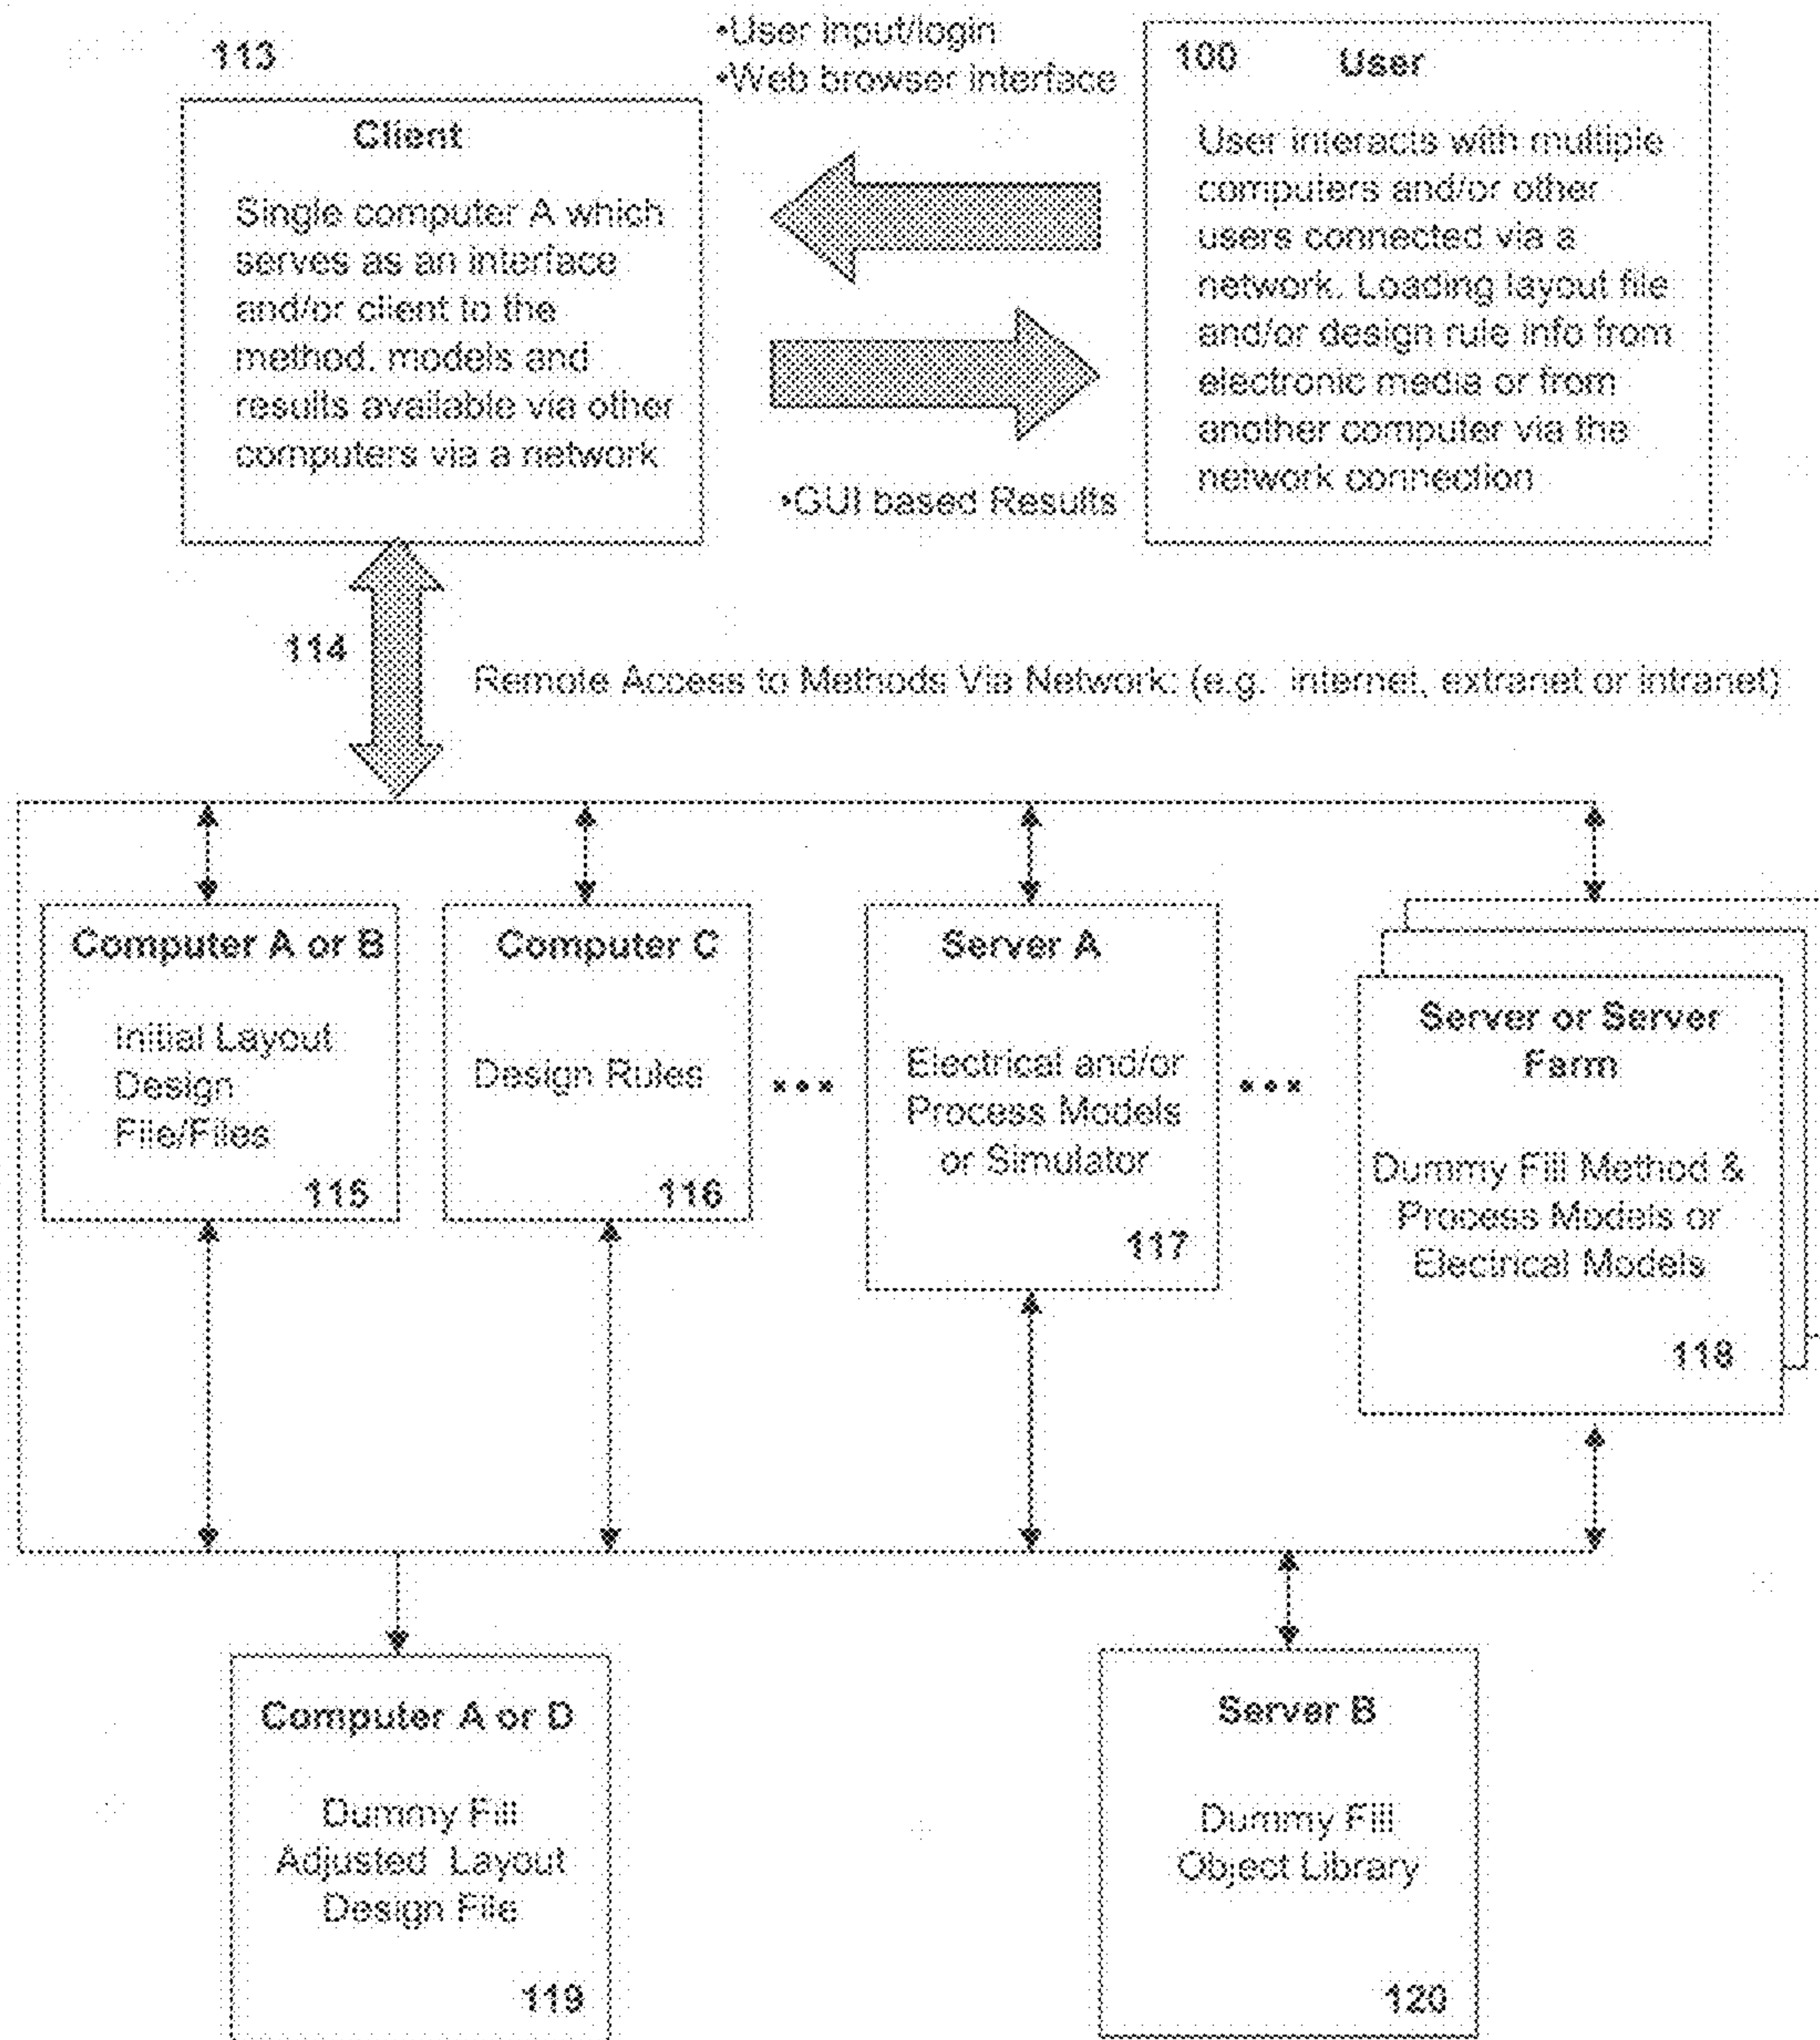 113
Client
Single computer A which
serves as an interface
and/or client to the
method, models and
results available via other
computers via a network
•User input/login
•Web browser interface
•GUI based Results
100 User
User interacts with multiple
computers and/or other
users connected via a
network. Loading layout file
and/or design rule info from
electronic media or from
another computer via the
network connection
114
Remote Access to Methods Via Network: (e.g. internet, extranet or intranet)
Computer A or B
Initial Layout
Design
File/Files
115
Computer C
Design Rules
116
...
Server A
Electrical and/or
Process Models
or Simulator
117
...
Server or Server
Farm
Dummy Fill Method &
Process Models or
Electrical Models
118
Computer A or D
Dummy Fill
Adjusted Layout
Design File
119
Server B
Dummy Fill
Object Library
120